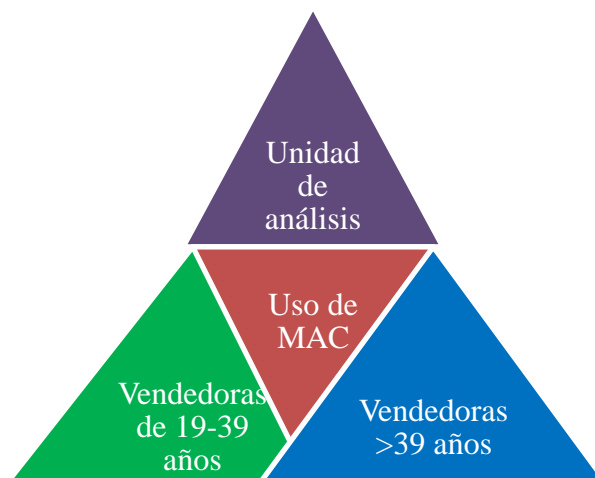 Unidad
de
análisis
Uso de
MAC
Vendedoras
de 19-39
años
Vendedoras
>39 años